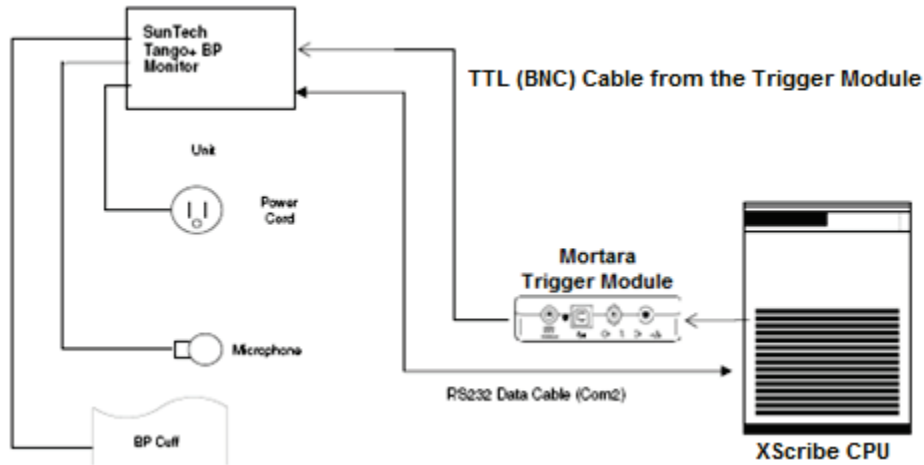 SunTech
Tango+ BP
Monitor
TTL (BNC) Cable from the Trigger Module
Unit
Power
Cord
Mortara
Trigger Module
Microphone
RS232 Data Cable (Com2)
BP Cuff
XScribe CPU